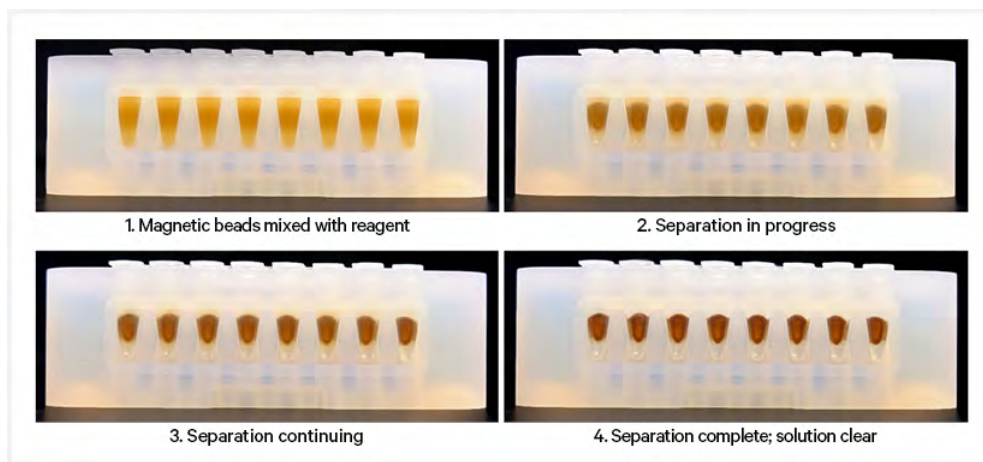 1. Magnetic beads mixed with reagent
2. Separation in progress
3. Separation continuing
4. Separation complete; solution clear